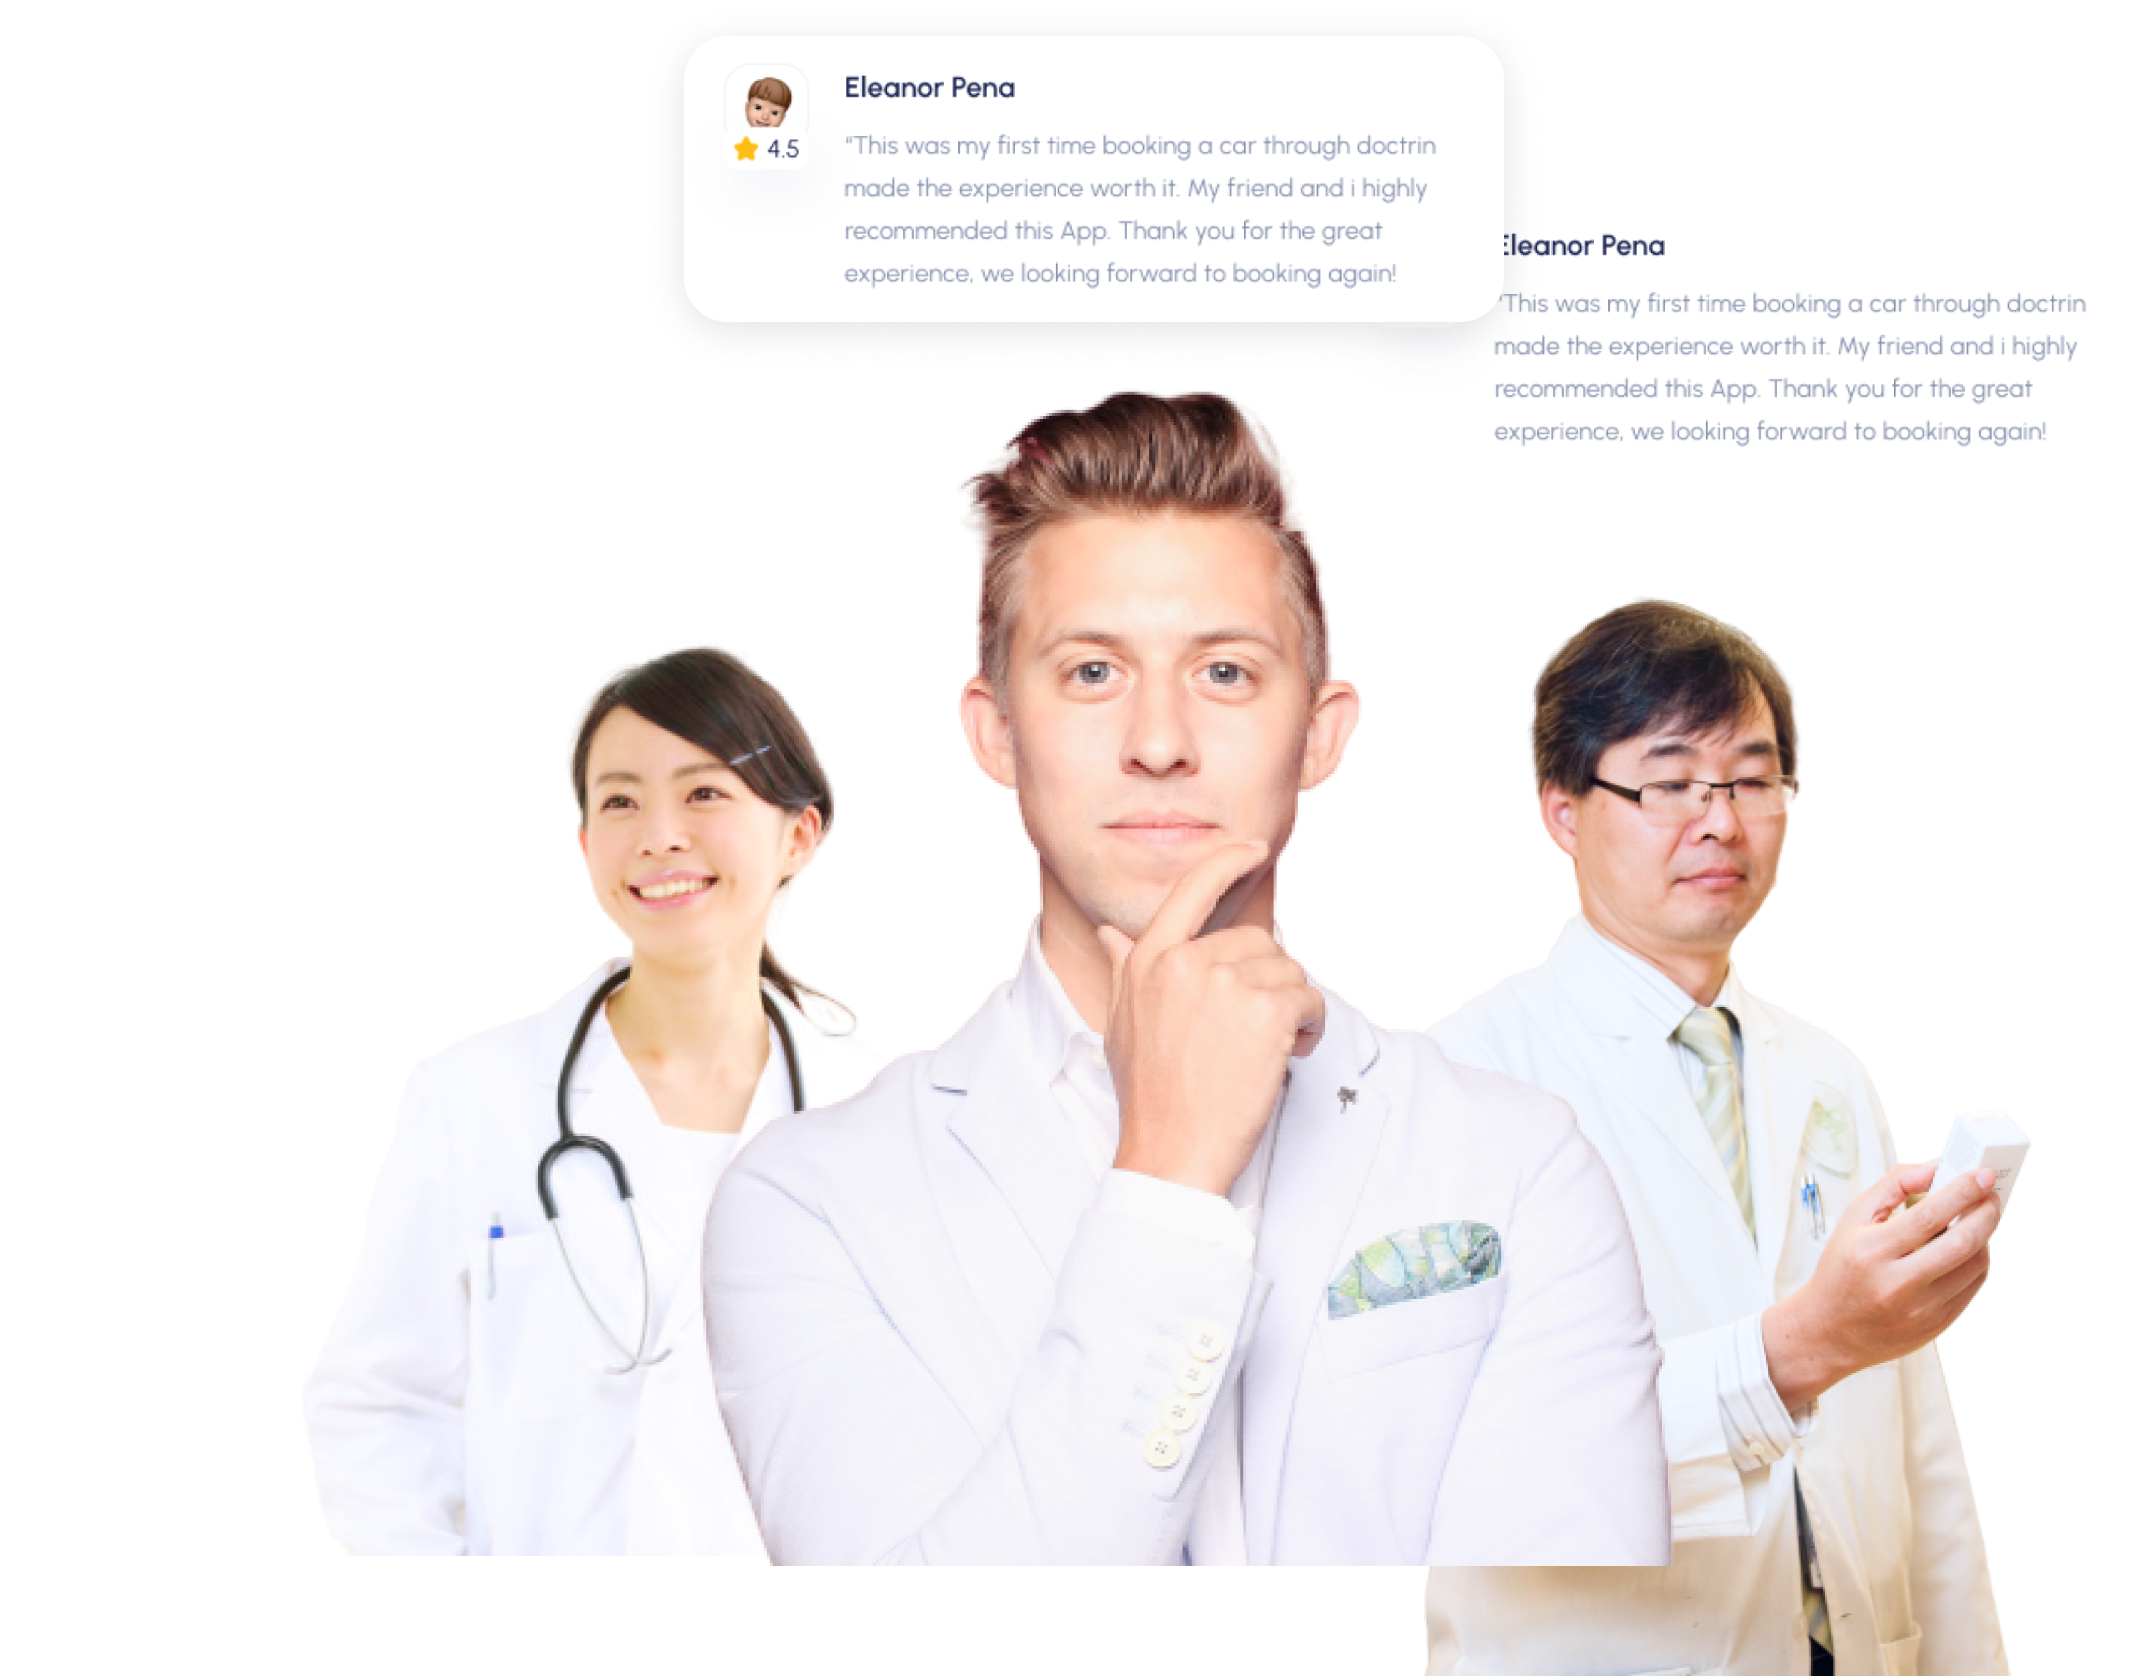 Eleanor Pena
4.5
"This was my first time booking a car through doctrin
made the experience worth it. My friend and i highly
recommended this App. Thank you for the great
experience, we looking forward to booking again!
Eleanor Pena
"This was my first time booking a car through doctrin
made the experience worth it. My friend and i highly
recommended this App. Thank you for the great
experience, we looking forward to booking again!